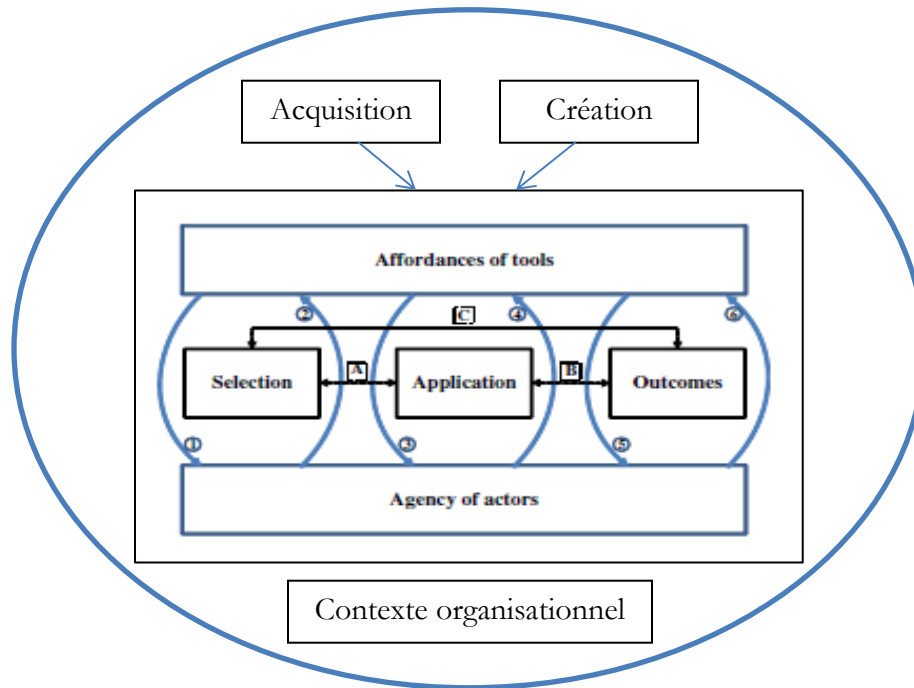 Acquisition
Création
Affordances of tools
② ④ ⑥
C
Selection A Application B Outcomes
① ③ ⑤
Agency of actors
Contexte organisationnel